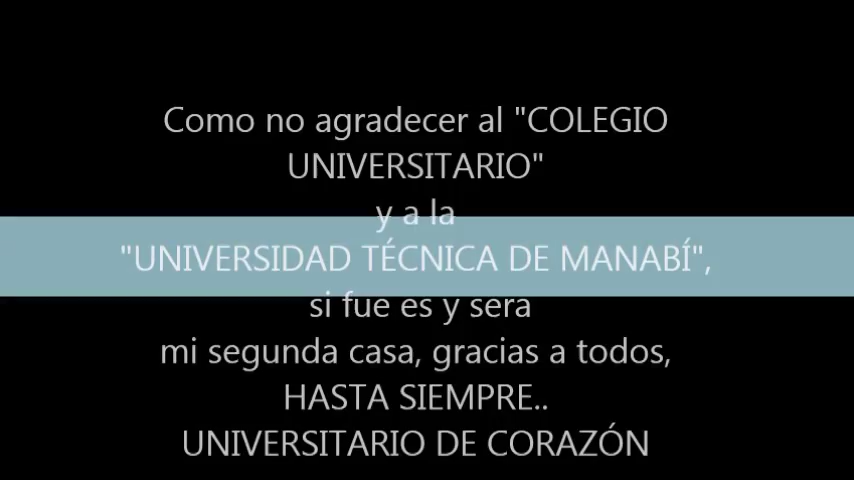 Como no agradecer al "COLEGIO
UNIVERSITARIO"
y a la
"UNIVERSIDAD TÉCNICA DE MANABÍ",
si fue es y sera
mi segunda casa, gracias a todos,
HASTA SIEMPRE..
UNIVERSITARIO DE CORAZÓN